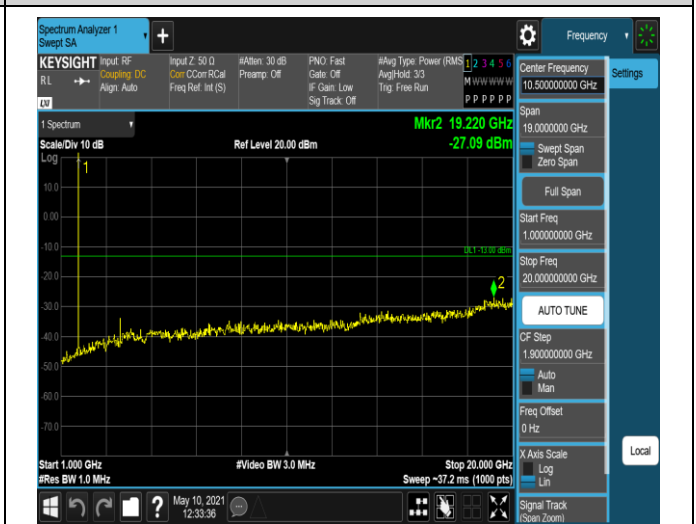 Spectrum Analyzer 1
Swept SA
Frequency
KEYSIGHT
RL
LXI
Input: RF
Coupling: DC
Align: Auto
Input Z: 50 Ω
Corr CCorr RCal
Freq Ref: Int (S)
#Atten: 30 dB
Preamp: Off
PNO: Fast
Gate: Off
IF Gain: Low
Sig Track: Off
#Avg Type: Power (RMS
Avg|Hold: 3/3
Trig: Free Run
1 2 3 4 5 6
M W W W W W
P P P P P P
1 Spectrum
Scale/Div 10 dB
Log
Ref Level 20.00 dBm
Mkr2 19.220 GHz
-27.09 dBm
1
10.0
0.00
-10.0
DL1 -13.00 dBm
-20.0
2
-30.0
-40.0
-50.0
-60.0
-70.0
Start 1.000 GHz
#Res BW 1.0 MHz
#Video BW 3.0 MHz
Stop 20.000 GHz
Sweep ~37.2 ms (1000 pts)
May 10, 2021
12:33:36
Center Frequency
10.500000000 GHz
Settings
Span
19.0000000 GHz
Swept Span
Zero Span
Full Span
Start Freq
1.000000000 GHz
Stop Freq
20.000000000 GHz
AUTO TUNE
CF Step
1.900000000 GHz
Auto
Man
Freq Offset
0 Hz
X Axis Scale
Log
Lin
Local
Signal Track
(Span Zoom)